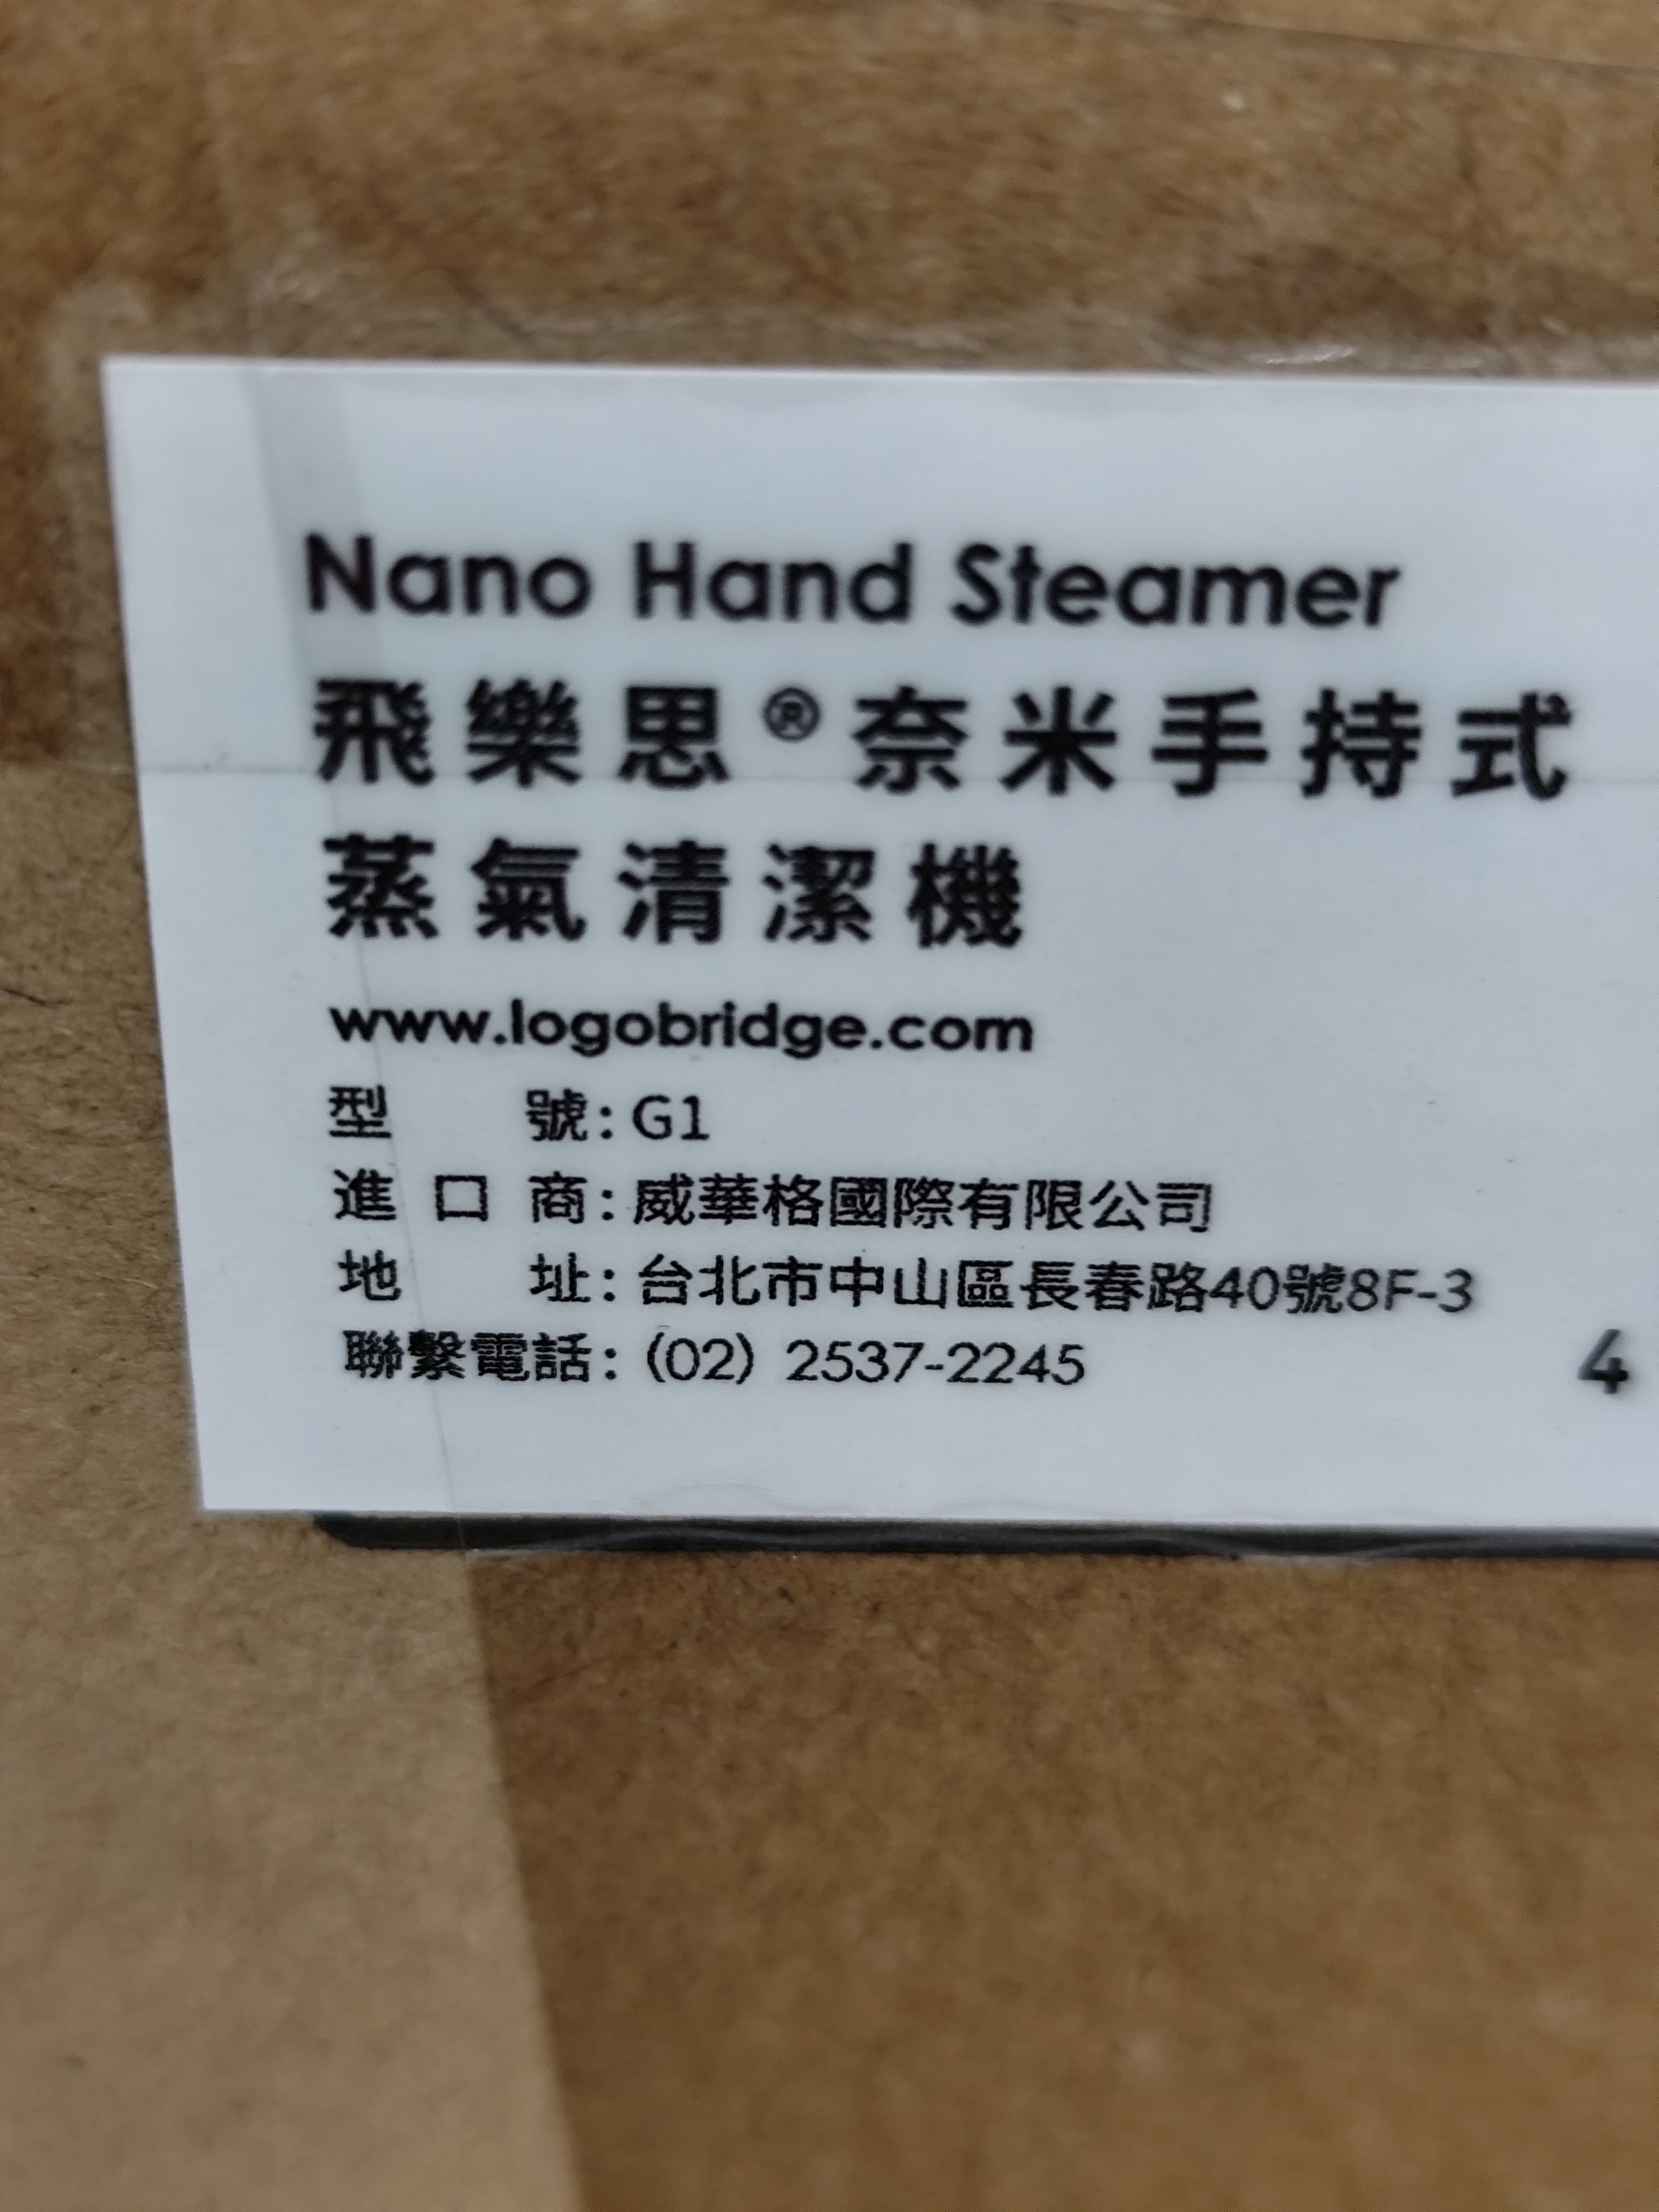 Nano Hand Steamer
飛樂思®奈米手持式
蒸氣清潔機
www.logobridge.com
型 號：G1
進口商：威華格國際有限公司
地 址：台北市中山區長春路40號8F-3
聯繫電話：(02) 2537-2245
4